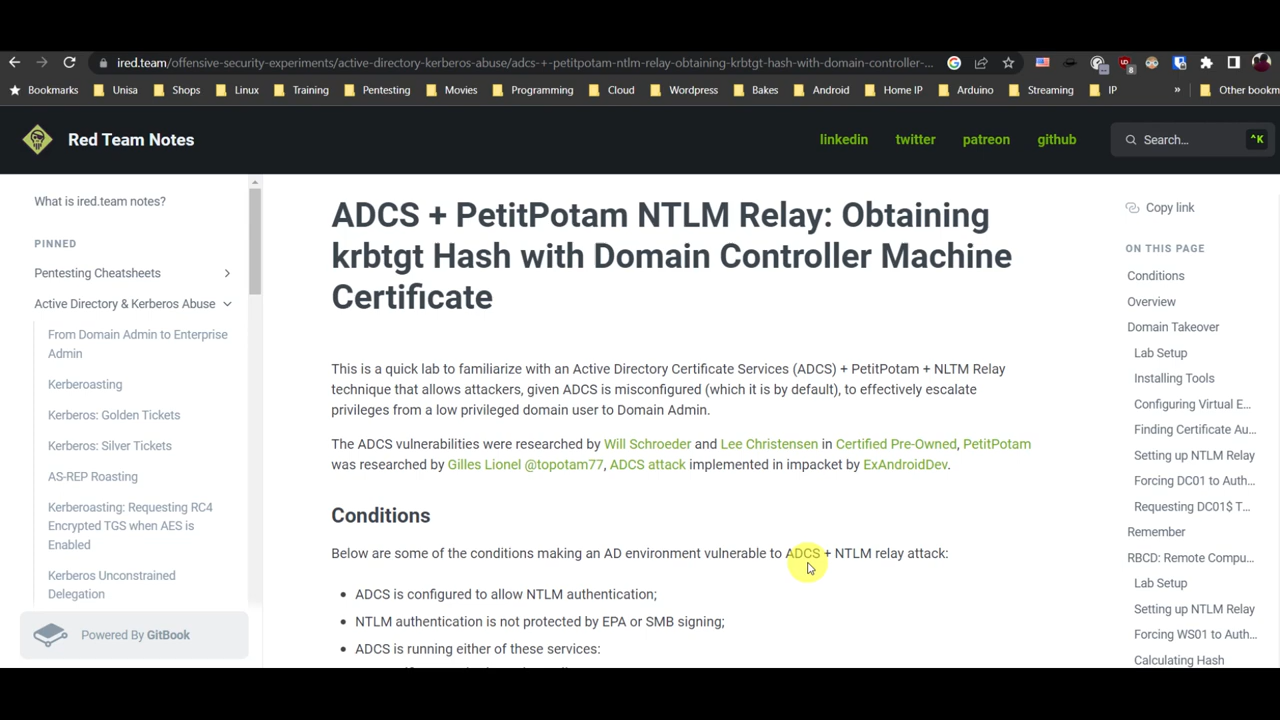 ired.team/offensive-security-experiments/active-directory-kerberos-abuse/adcs-+-petitpotam-ntlm-relay-obtaining-krbtgt-hash-with-domain-controller-...
Bookmarks Unisa Shops Linux Training Pentesting Movies Programming Cloud Wordpress Bakes Android Home IP Arduino Streaming IP » Other bookm
Red Team Notes
linkedin twitter patreon github
Search... ^K
What is ired.team notes?
PINNED
Pentesting Cheatsheets
Active Directory & Kerberos Abuse
From Domain Admin to Enterprise
Admin
Kerberoasting
Kerberos: Golden Tickets
Kerberos: Silver Tickets
AS-REP Roasting
Kerberoasting: Requesting RC4
Encrypted TGS when AES is
Enabled
Kerberos Unconstrained
Delegation
Powered By GitBook
ADCS + PetitPotam NTLM Relay: Obtaining
krbtgt Hash with Domain Controller Machine
Certificate
This is a quick lab to familiarize with an Active Directory Certificate Services (ADCS) + PetitPotam + NLTM Relay
technique that allows attackers, given ADCS is misconfigured (which it is by default), to effectively escalate
privileges from a low privileged domain user to Domain Admin.
The ADCS vulnerabilities were researched by Will Schroeder and Lee Christensen in Certified Pre-Owned, PetitPotam
was researched by Gilles Lionel @topotam77, ADCS attack implemented in impacket by ExAndroidDev.
Conditions
Below are some of the conditions making an AD environment vulnerable to ADCS + NTLM relay attack:
• ADCS is configured to allow NTLM authentication;
• NTLM authentication is not protected by EPA or SMB signing;
• ADCS is running either of these services:
Copy link
ON THIS PAGE
Conditions
Overview
Domain Takeover
Lab Setup
Installing Tools
Configuring Virtual E...
Finding Certificate Au...
Setting up NTLM Relay
Forcing DC01 to Auth...
Requesting DC01$ T...
Remember
RBCD: Remote Compu...
Lab Setup
Setting up NTLM Relay
Forcing WS01 to Auth...
Calculating Hash